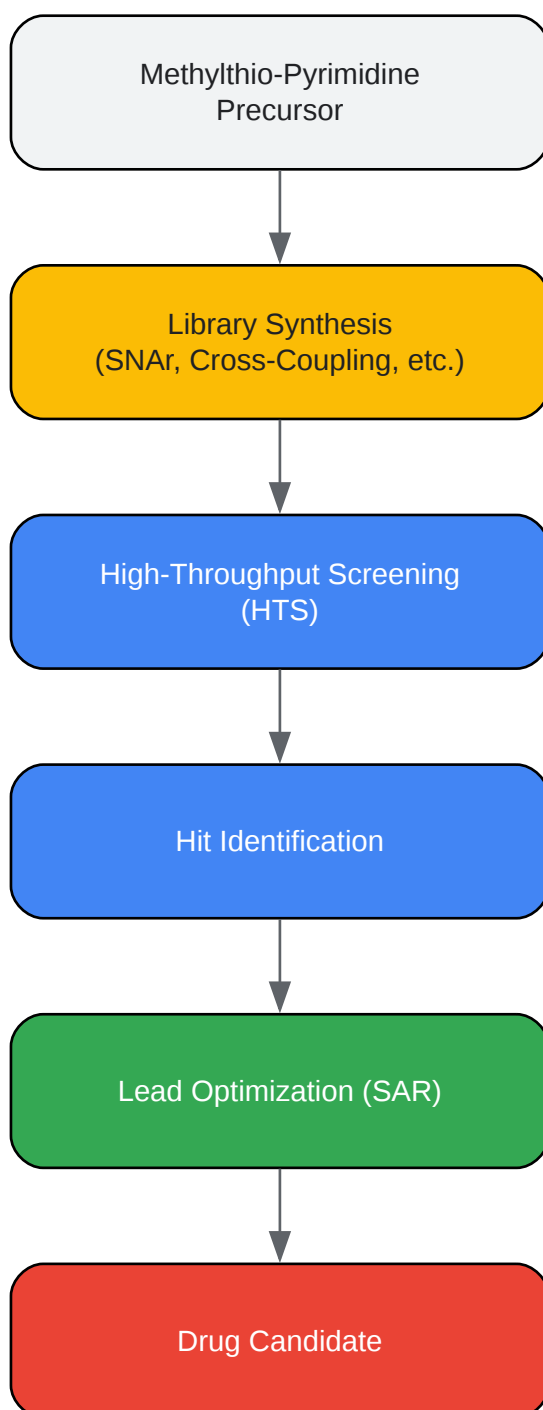 Methylthio-Pyrimidine
Precursor
Library Synthesis
(SNAr, Cross-Coupling, etc.)
High-Throughput Screening
(HTS)
Hit Identification
Lead Optimization (SAR)
Drug Candidate